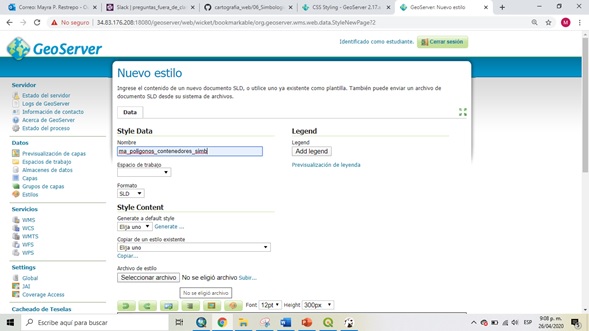 Correo: Mayra P. Restrepo - Outl
Slack | preguntas_fuera_de_clas
cartografia_web/06_Simbologi
CSS Styling - GeoServer 2.17.x
GeoServer: Nuevo estilo
No seguro | 34.83.176.208:18080/geoserver/web/wicket/bookmarkable/org.geoserver.wms.web.data.StyleNewPage?2
GeoServer
Identificado como estudiante.
Cerrar sesión
Servidor
Estado del servidor
Logs de GeoServer
Información de contacto
Acerca de GeoServer
Estado del proceso
Datos
Previsualización de capas
Espacios de trabajo
Almacenes de datos
Capas
Grupos de capas
Estilos
Servicios
WMS
WCS
WMTS
WFS
WPS
Settings
Global
JAI
Coverage Access
Cacheado de Teselas
Nuevo estilo
Ingrese el contenido de un nuevo documento SLD, o utilice uno ya existente como plantilla. También puede enviar un archivo de
documento SLD desde su sistema de archivos.
Data
Style Data
Nombre
ma_poligonos_contenedores_simb
Espacio de trabajo
Formato
SLD
Legend
Legend
Add legend
Previsualización de leyenda
Style Content
Generate a default style
Elija uno
Generate ...
Copiar de un estilo existente
Elija uno
Copiar...
Archivo de estilo
Seleccionar archivo No se eligió archivo Subir...
No se eligió archivo
Font 12pt Height 300px
Escribe aquí para buscar
ESP
9:08 p. m.
26/04/2020